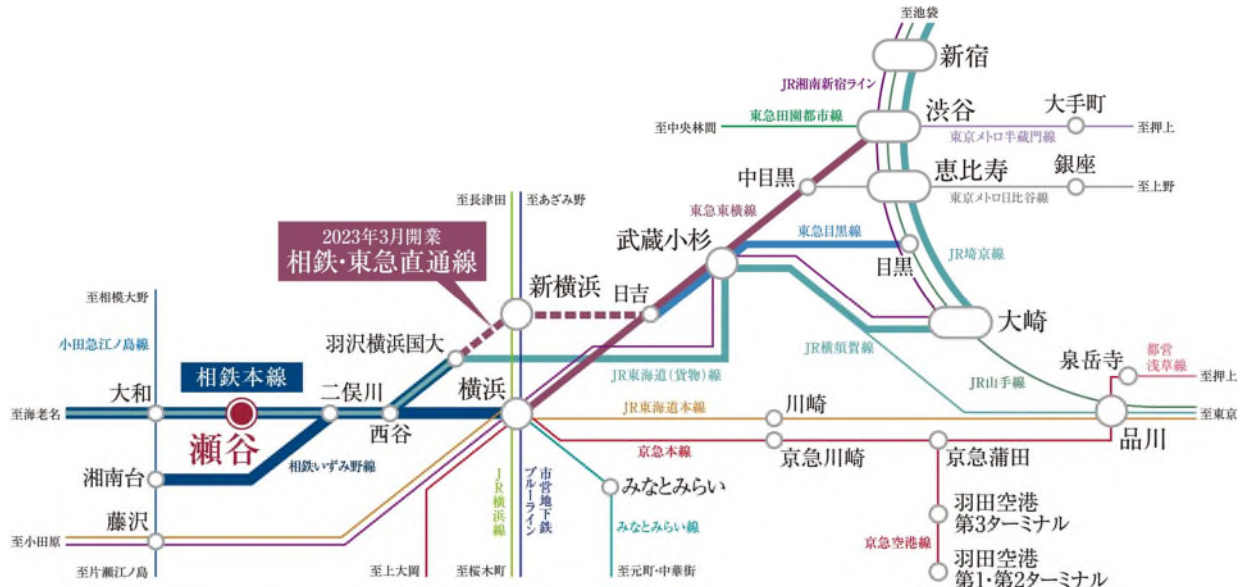 至池袋
新宿
JR湘南新宿ライン
渋谷
大手町
東急田園都市線
至中央林間
東京メトロ半蔵門線
至押上
恵比寿
銀座
中目黒
東京メトロ日比谷線
至上野
至長津田
至あざみ野
東急東横線
2023年3月開業
相鉄・東急直通線
武蔵小杉
東急目黒線
目黒
JR埼京線
新横浜
日吉
至相模大野
羽沢横浜国大
大崎
小田急江ノ島線
JR横須賀線
泉岳寺
都営
浅草線
至押上
相鉄本線
JR東海道(貨物)線
JR山手線
大和
二俣川
横浜
至海老名
瀬谷
西谷
JR東海道本線
川崎
至東京
品川
相鉄いずみ野線
京急本線
京急川崎
京急蒲田
湘南台
JR横浜線
市営地下鉄
ブルーライン
みなとみらい
藤沢
みなとみらい線
羽田空港
第3ターミナル
至小田原
京急空港線
至片瀬江ノ島
至上大岡
至桜木町
至元町・中華街
羽田空港
第1・第2ターミナル